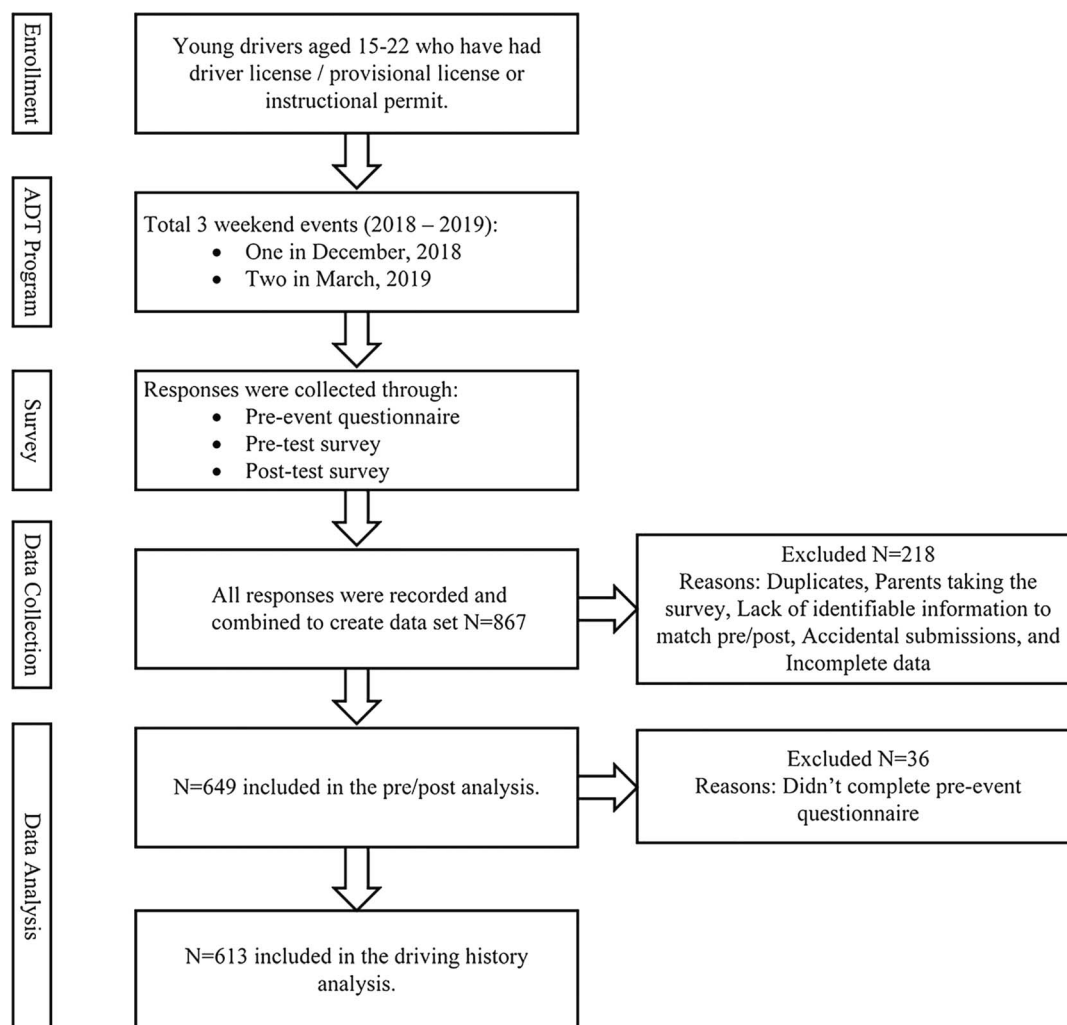 Enrollment
Young drivers aged 15-22 who have had
driver license / provisional license or
instructional permit.
ADT Program
Total 3 weekend events (2018 – 2019):
• One in December, 2018
• Two in March, 2019
Survey
Responses were collected through:
• Pre-event questionnaire
• Pre-test survey
• Post-test survey
Data Collection
All responses were recorded and
combined to create data set N=867
Excluded N=218
Reasons: Duplicates, Parents taking the
survey, Lack of identifiable information to
match pre/post, Accidental submissions, and
Incomplete data
Data Analysis
N=649 included in the pre/post analysis.
Excluded N=36
Reasons: Didn’t complete pre-event
questionnaire
N=613 included in the driving history
analysis.